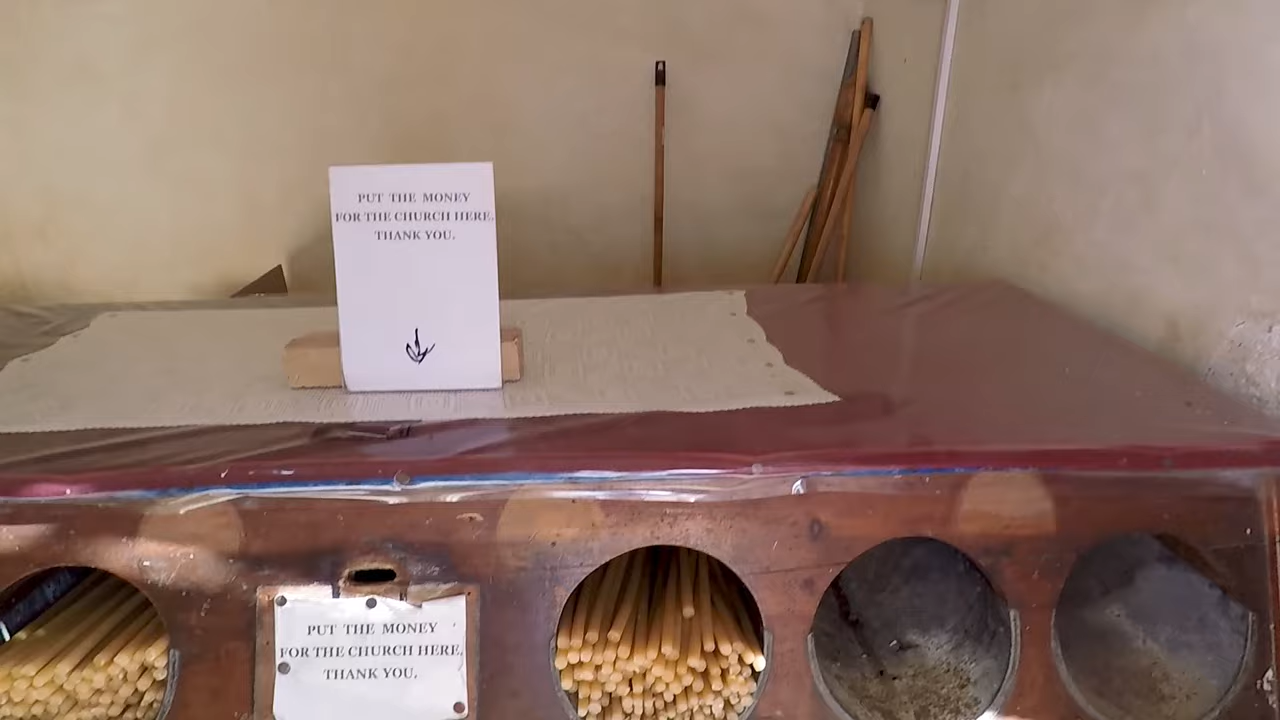 PUT THE MONEY
FOR THE CHURCH HERE.
THANK YOU.
PUT THE MONEY
FOR THE CHURCH HERE,
THANK YOU.